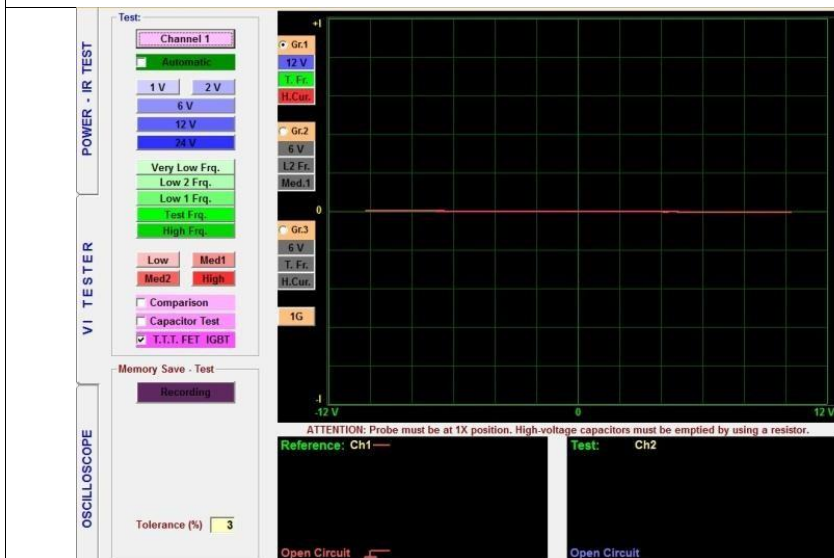 POWER - IR TEST
VI TESTER
OSCILLOSCOPE
Test:
Channel 1
Automatic
1 V
2 V
6 V
12 V
24 V
Very Low Frq.
Low 2 Frq.
Low 1 Frq.
Test Frq.
High Frq.
Low
Med1
Med2
High
Comparison
Capacitor Test
T.T.T. FET IGBT
Memory Save - Test
Recording
Tolerance (%) 3
Gr.1
12 V
T. Fr.
H.Cur.
Gr.2
6 V
L2 Fr.
Med.1
Gr.3
6 V
T. Fr.
H.Cur.
1G
+I
0
-I
-12 V
0
12 V
ATTENTION: Probe must be at 1X position. High-voltage capacitors must be emptied by using a resistor.
Reference: Ch1
Open Circuit
Test: Ch2
Open Circuit